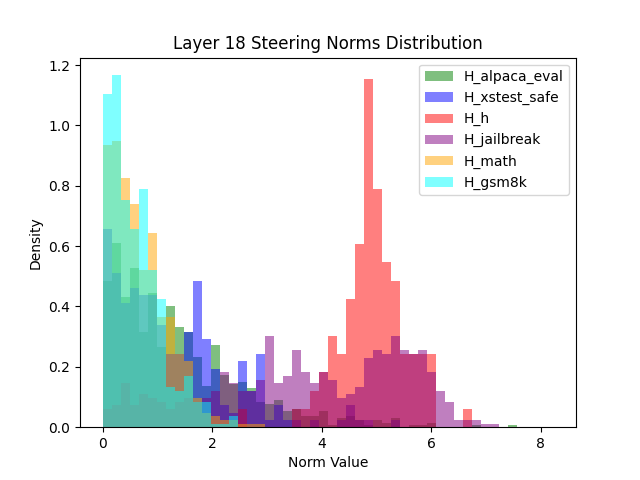 Layer 18 Steering Norms Distribution
1.2
1.0
0.8
0.6
0.4
0.2
0.0
Density
H_alpaca_eval
H_xstest_safe
H_h
H_jailbreak
H_math
H_gsm8k
0 2 4 6 8
Norm Value